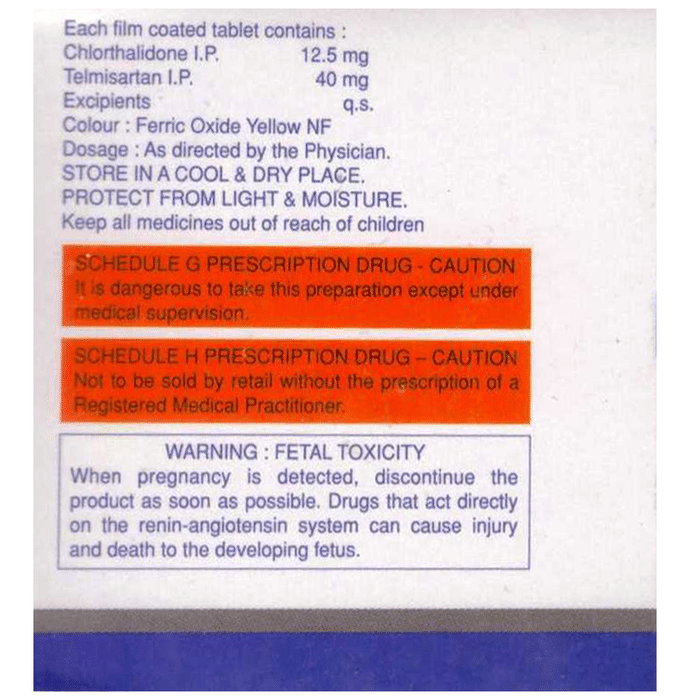 Each film coated tablet contains :
Chlorthalidone I.P. 12.5 mg
Telmisartan I.P. 40 mg
Excipients q.s.
Colour : Ferric Oxide Yellow NF
Dosage : As directed by the Physician.
STORE IN A COOL & DRY PLACE.
PROTECT FROM LIGHT & MOISTURE.
Keep all medicines out of reach of children
SCHEDULE G PRESCRIPTION DRUG - CAUTION
It is dangerous to take this preparation except under
medical supervision.
SCHEDULE H PRESCRIPTION DRUG – CAUTION
Not to be sold by retail without the prescription of a
Registered Medical Practitioner.
WARNING : FETAL TOXICITY
When pregnancy is detected, discontinue the
product as soon as possible. Drugs that act directly
on the renin-angiotensin system can cause injury
and death to the developing fetus.